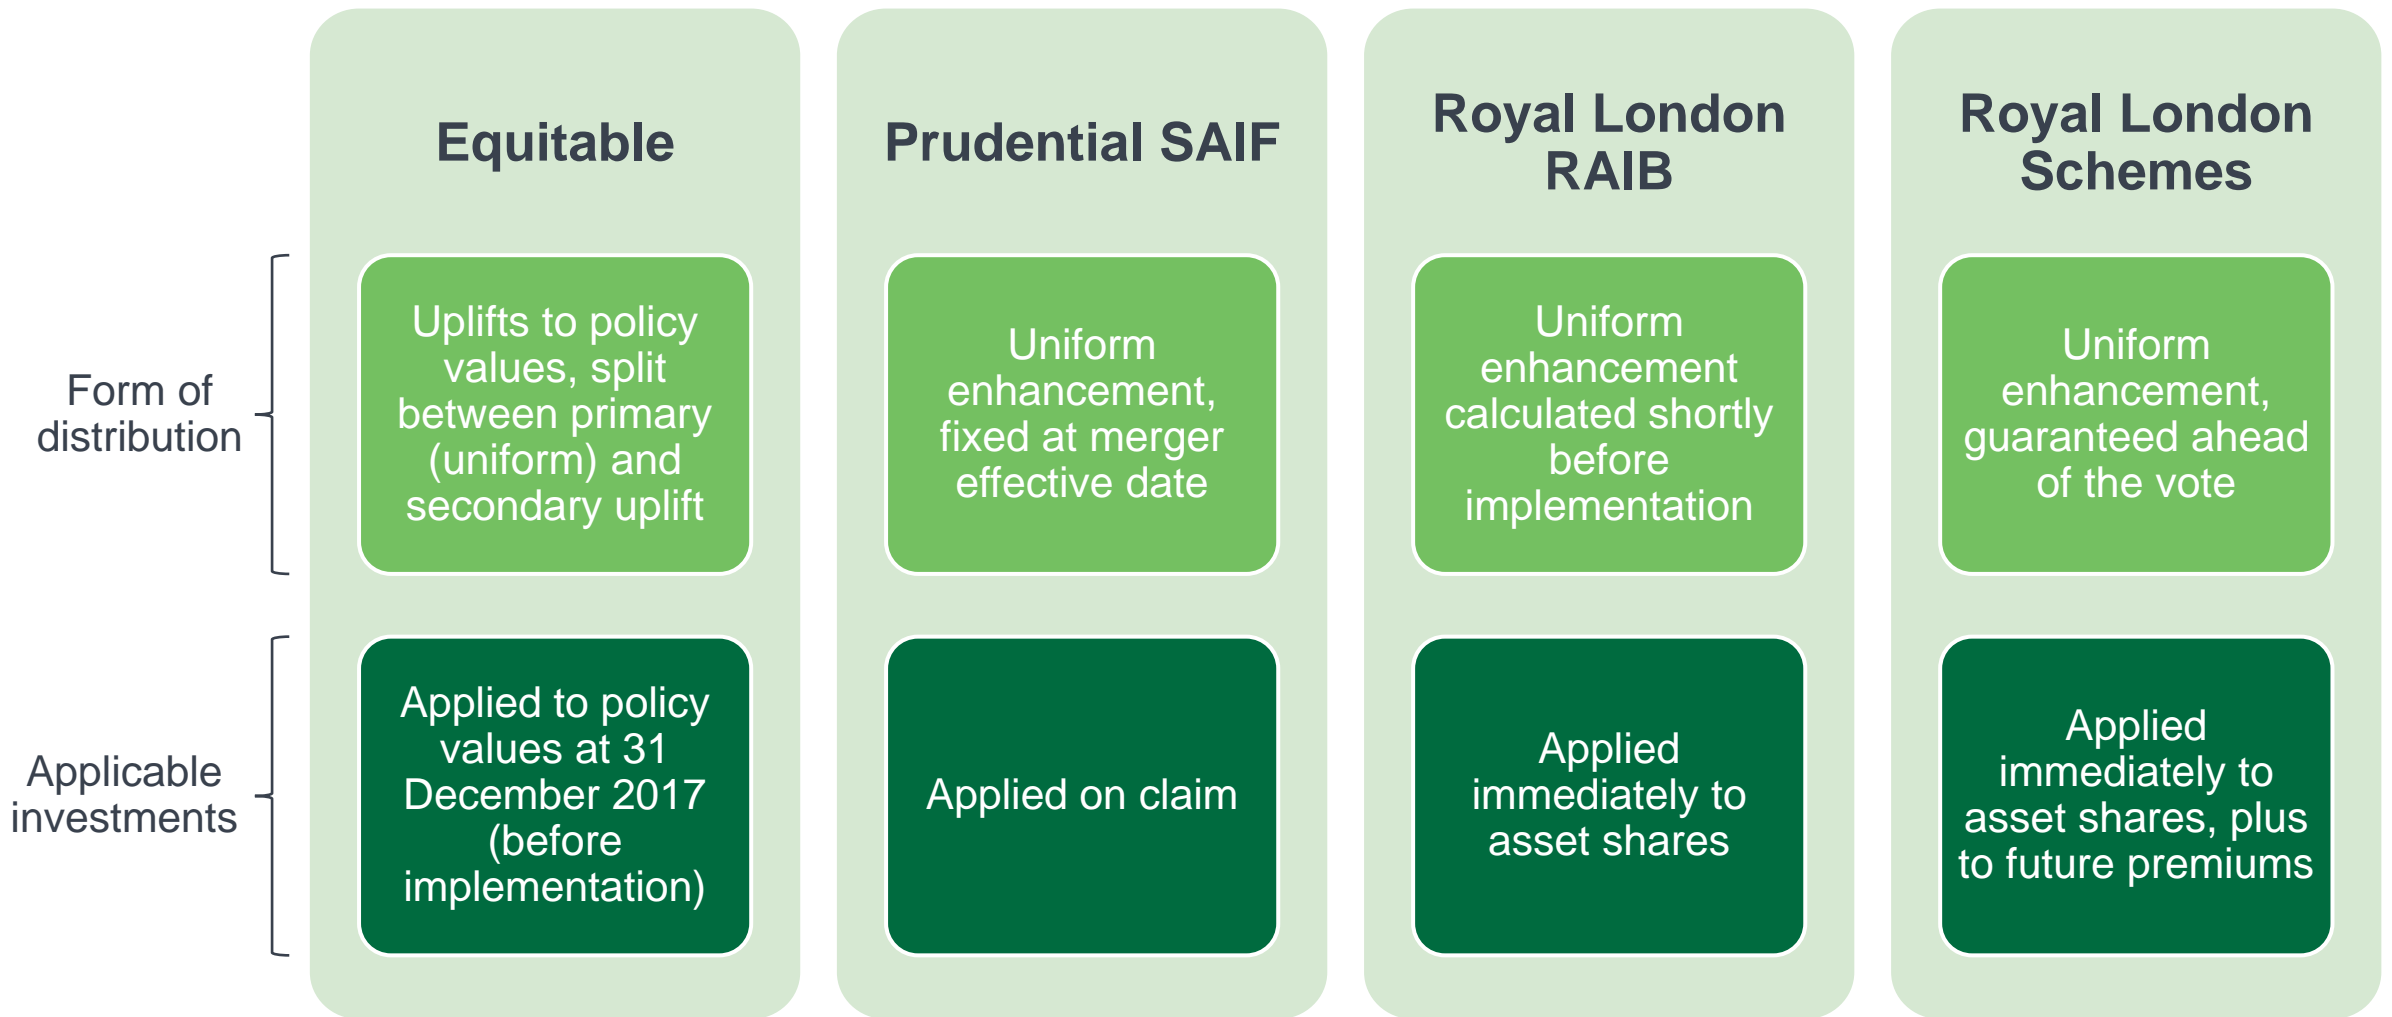 Equitable
Prudential SAIF
Royal London
RAIB
Royal London
Schemes
Form of
distribution
Uplifts to policy
values, split
between primary
(uniform) and
secondary uplift
Uniform
enhancement,
fixed at merger
effective date
Uniform
enhancement
calculated shortly
before
implementation
Uniform
enhancement,
guaranteed ahead
of the vote
Applicable
investments
Applied to policy
values at 31
December 2017
(before
implementation)
Applied on claim
Applied
immediately to
asset shares
Applied
immediately to
asset shares, plus
to future premiums